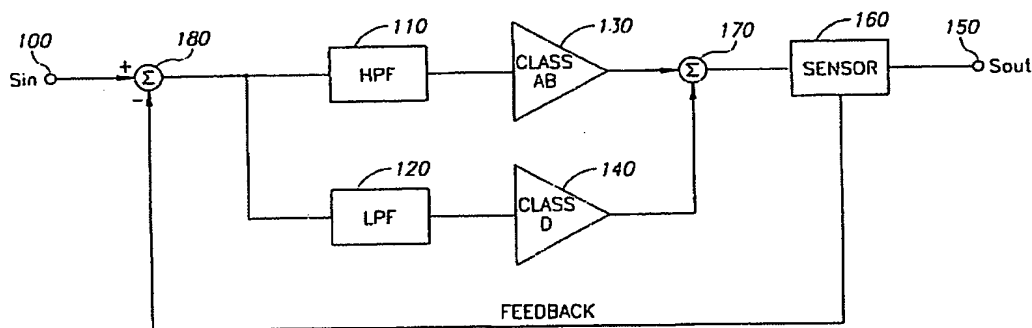 100
180
110
130
170
160
150
Sin
+
Σ
-
HPF
CLASS
AB
Σ
SENSOR
Sout
120
140
LPF
CLASS
D
FEEDBACK